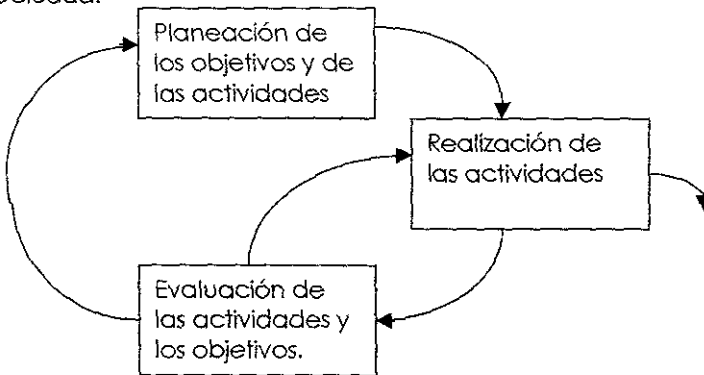 Planeación de
los objetivos y de
las actividades
Realización de
las actividades
Evaluación de
las actividades y
los objetivos.